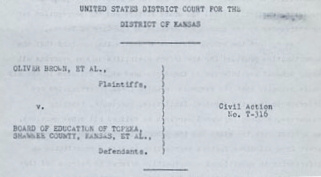 UNITED STATES DISTRICT COURT FOR THE
DISTRICT OF KANSAS
OLIVER BROWN, ET AL.,
Plaintiffs,
v.
Civil Action
No. T-316
BOARD OF EDUCATION OF TOPEKA,
SHAWNEE COUNTY, KANSAS, ET AL.,
Defendants.